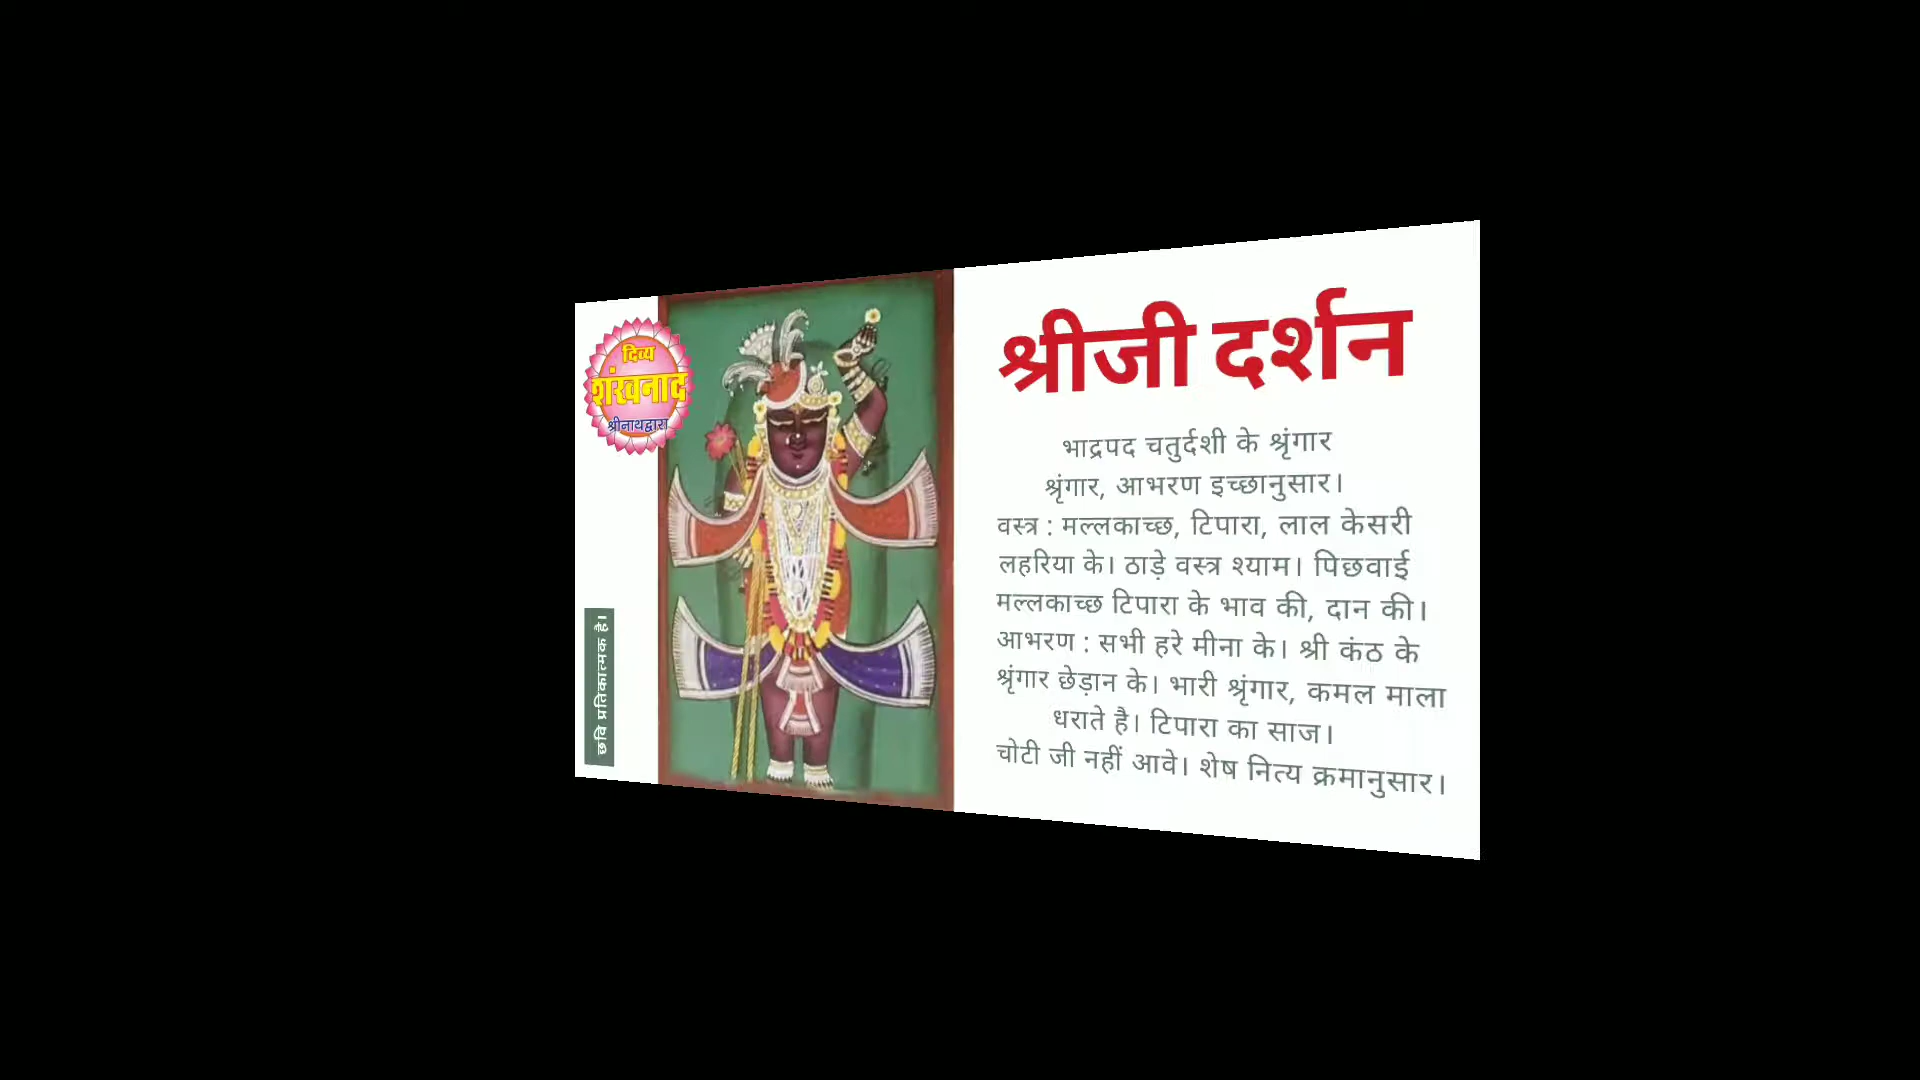 दिव्य
शंखनाद
श्रीनाथद्वारा
छवि प्रतिकात्मक है।
श्रीजी दर्शन
भाद्रपद चतुर्दशी के श्रृंगार
श्रृंगार, आभरण इच्छानुसार।
वस्त्र : मल्लकाच्छ, टिपारा, लाल केसरी
लहरिया के। ठाड़े वस्त्र श्याम। पिछवाई
मल्लकाच्छ टिपारा के भाव की, दान की।
आभरण : सभी हरे मीना के। श्री कंठ के
श्रृंगार छेड़ान के। भारी श्रृंगार, कमल माला
धराते है। टिपारा का साज।
चोटी जी नहीं आवे। शेष नित्य क्रमानुसार।